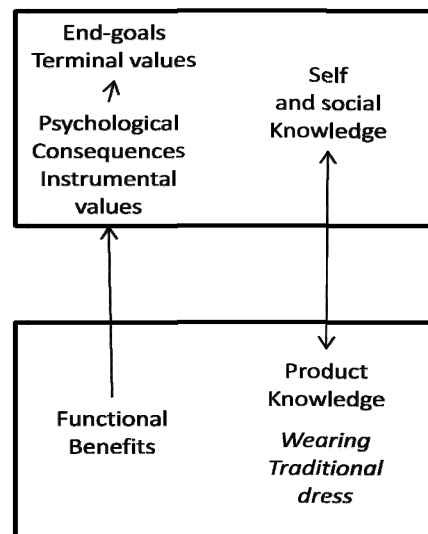 End-goals
Terminal values
Psychological
Consequences
Instrumental
values
Self
and social
Knowledge
Functional
Benefits
Product
Knowledge
Wearing
Traditional
dress